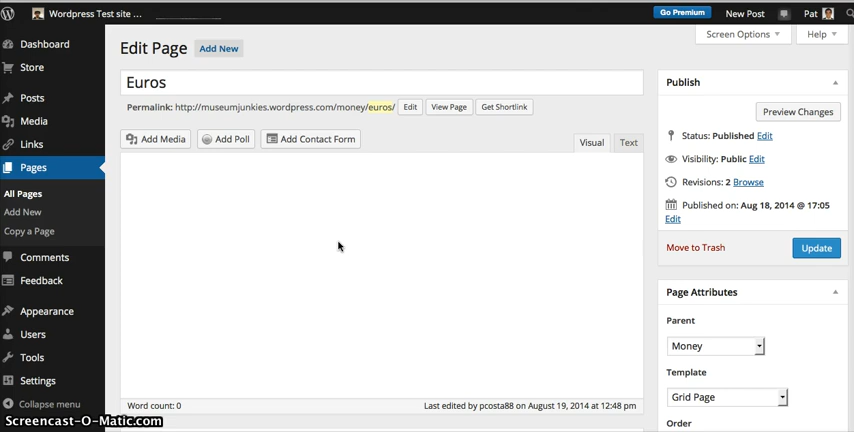 Wordpress Test site ...
Go Premium
New Post
Pat
Screen Options
Help
Dashboard
Store
Posts
Media
Links
Pages
All Pages
Add New
Copy a Page
Comments
Feedback
Appearance
Users
Tools
Settings
Collapse menu
Edit Page
Add New
Euros
Permalink: http://museumjunkies.wordpress.com/money/euros/
Edit
View Page
Get Shortlink
Add Media
Add Poll
Add Contact Form
Visual
Text
Word count: 0
Last edited by pcosta88 on August 19, 2014 at 12:48 pm
Publish
Preview Changes
Status: Published Edit
Visibility: Public Edit
Revisions: 2 Browse
Published on: Aug 18, 2014 @ 17:05
Edit
Move to Trash
Update
Page Attributes
Parent
Money
Template
Grid Page
Order
Screencast-O-Matic.com